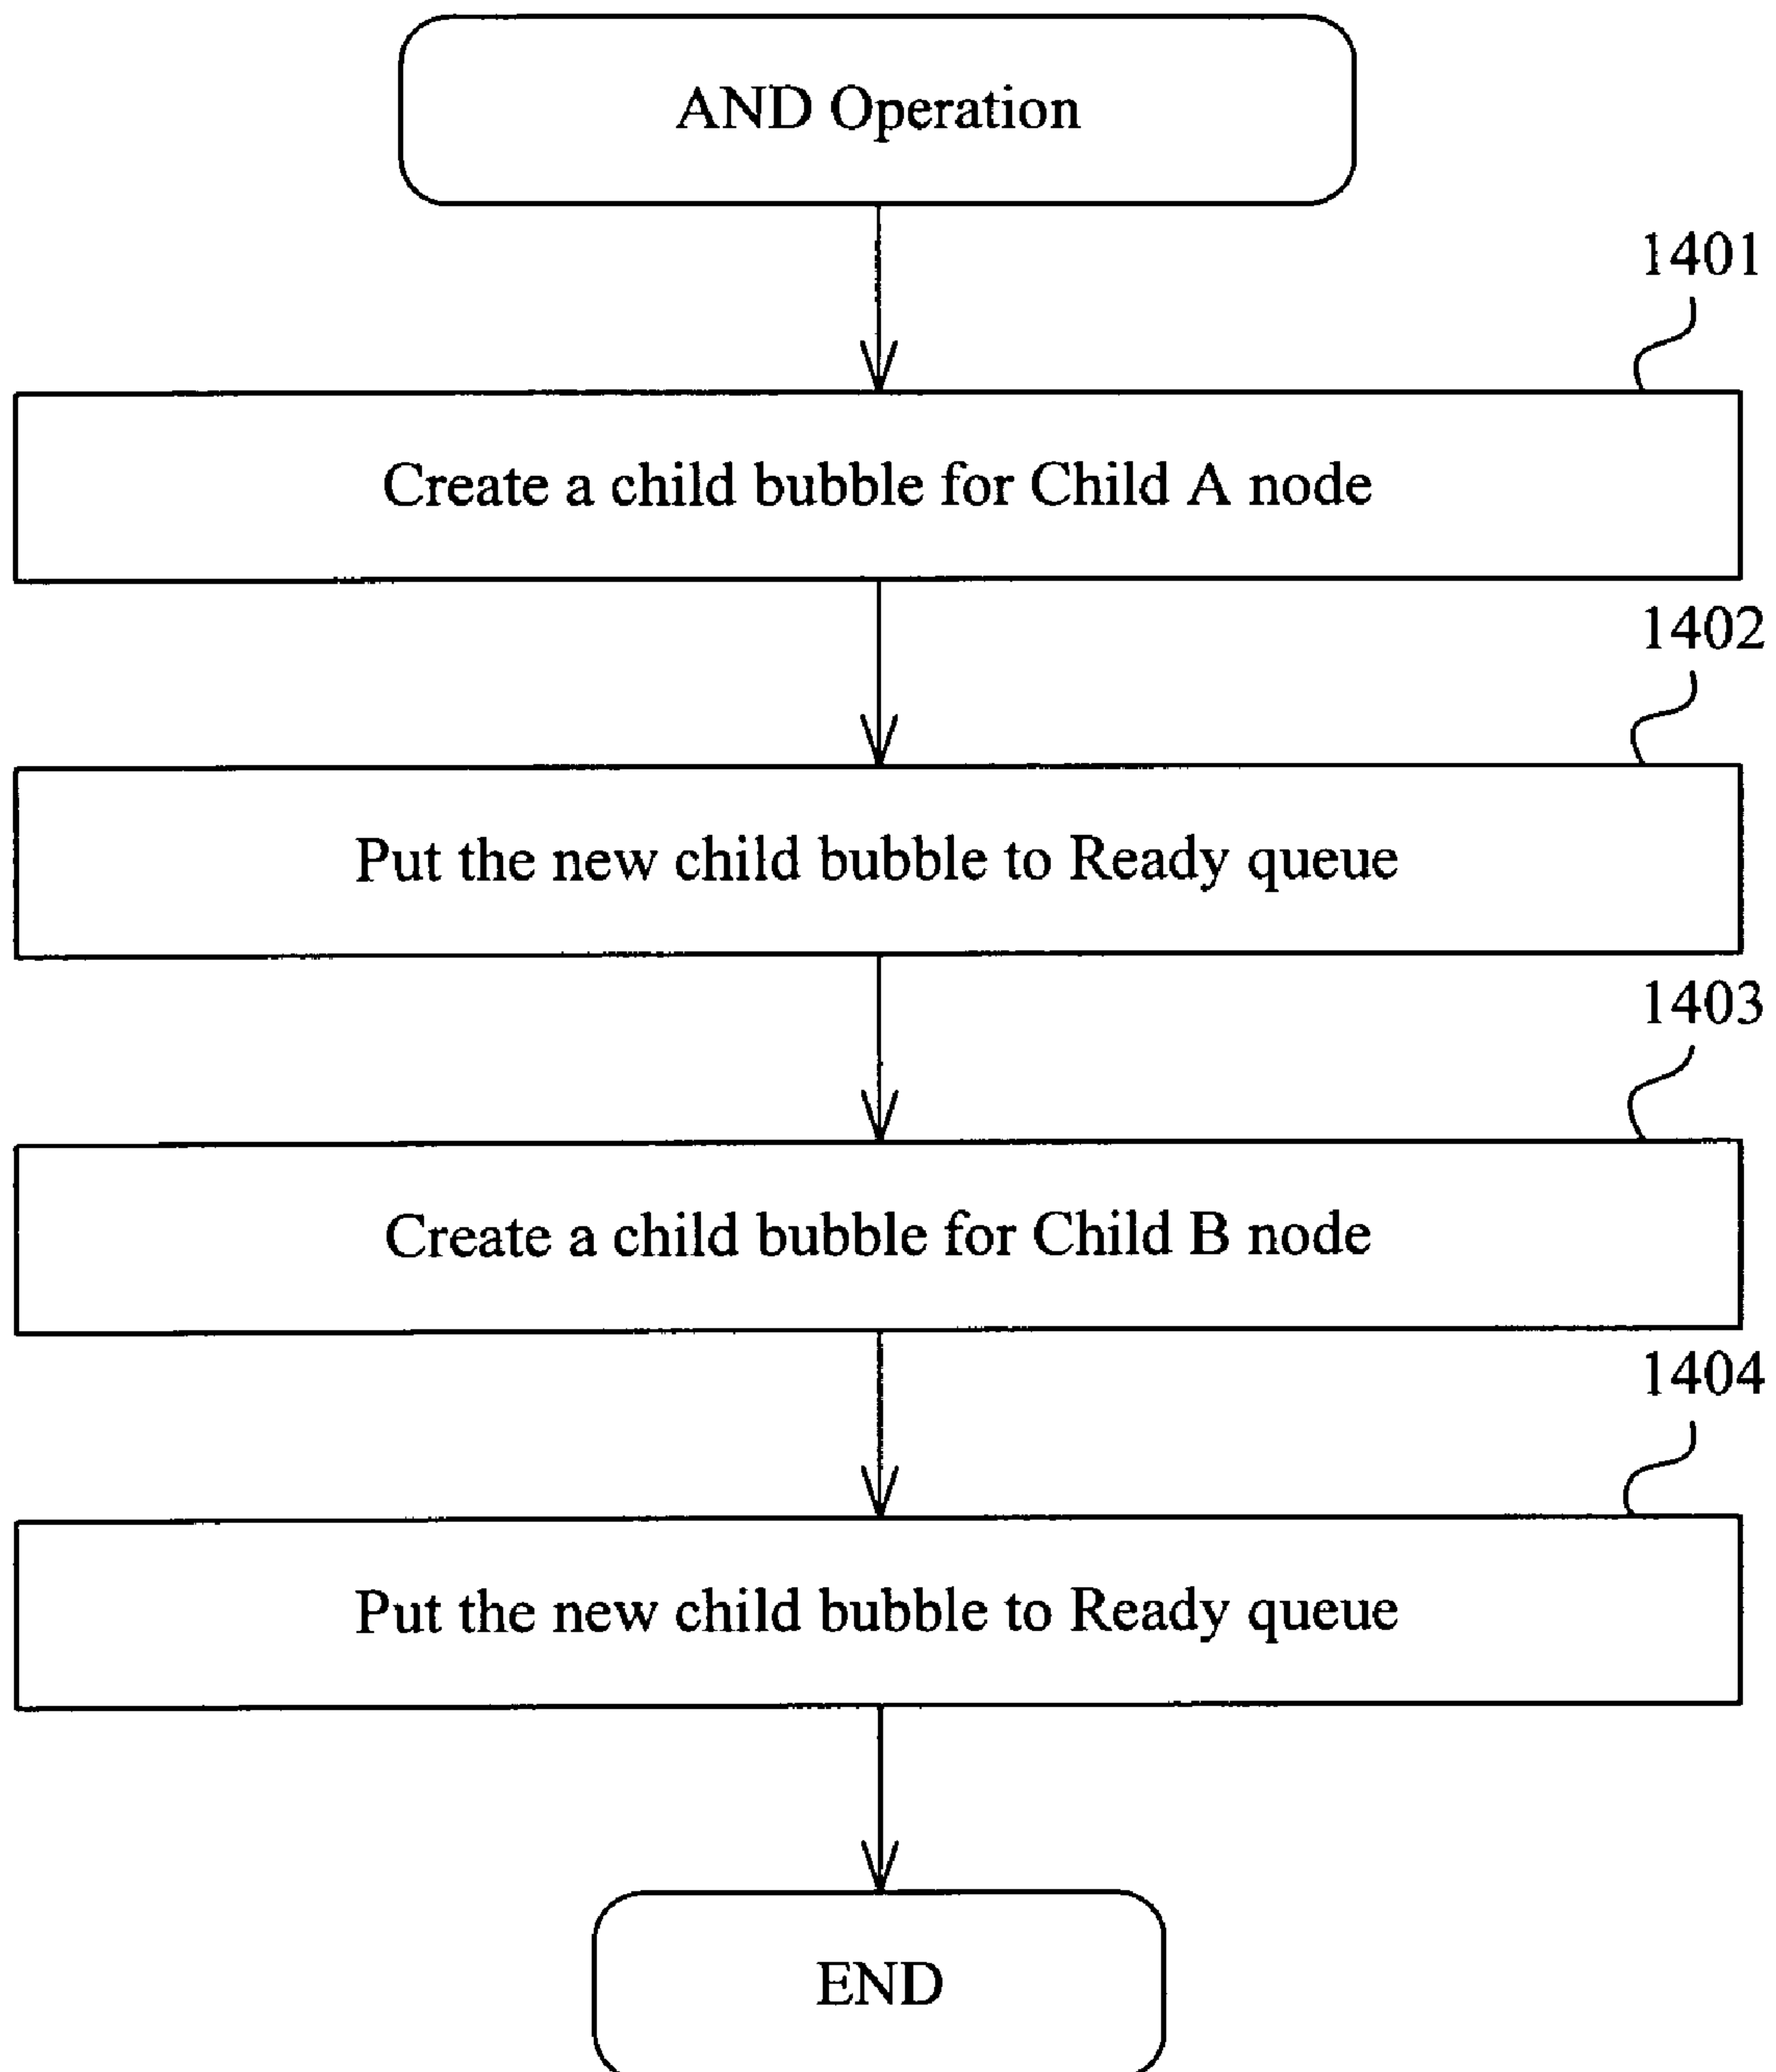 AND Operation
1401
Create a child bubble for Child A node
1402
Put the new child bubble to Ready queue
1403
Create a child bubble for Child B node
1404
Put the new child bubble to Ready queue
END